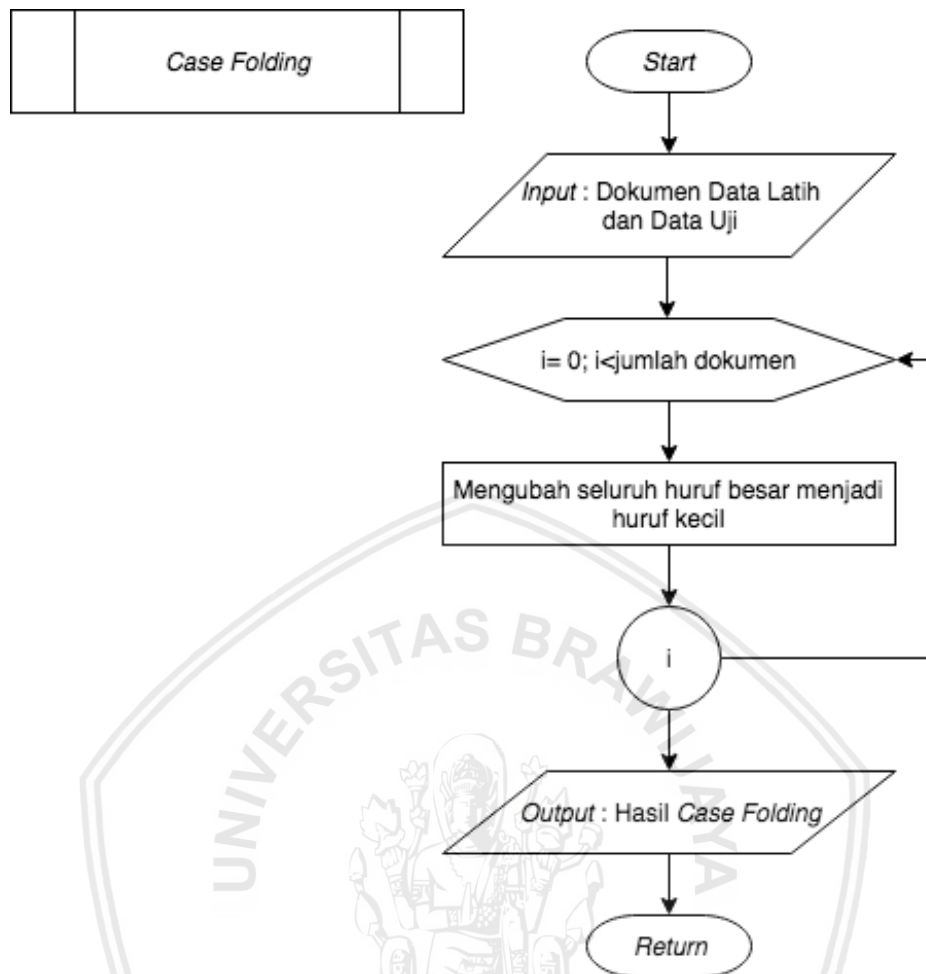 Case Folding
Start
Input : Dokumen Data Latih
dan Data Uji
i= 0; i<jumlah dokumen
Mengubah seluruh huruf besar menjadi
huruf kecil
i
Output : Hasil Case Folding
Return
UNIVERSITAS BRAWIJAYA